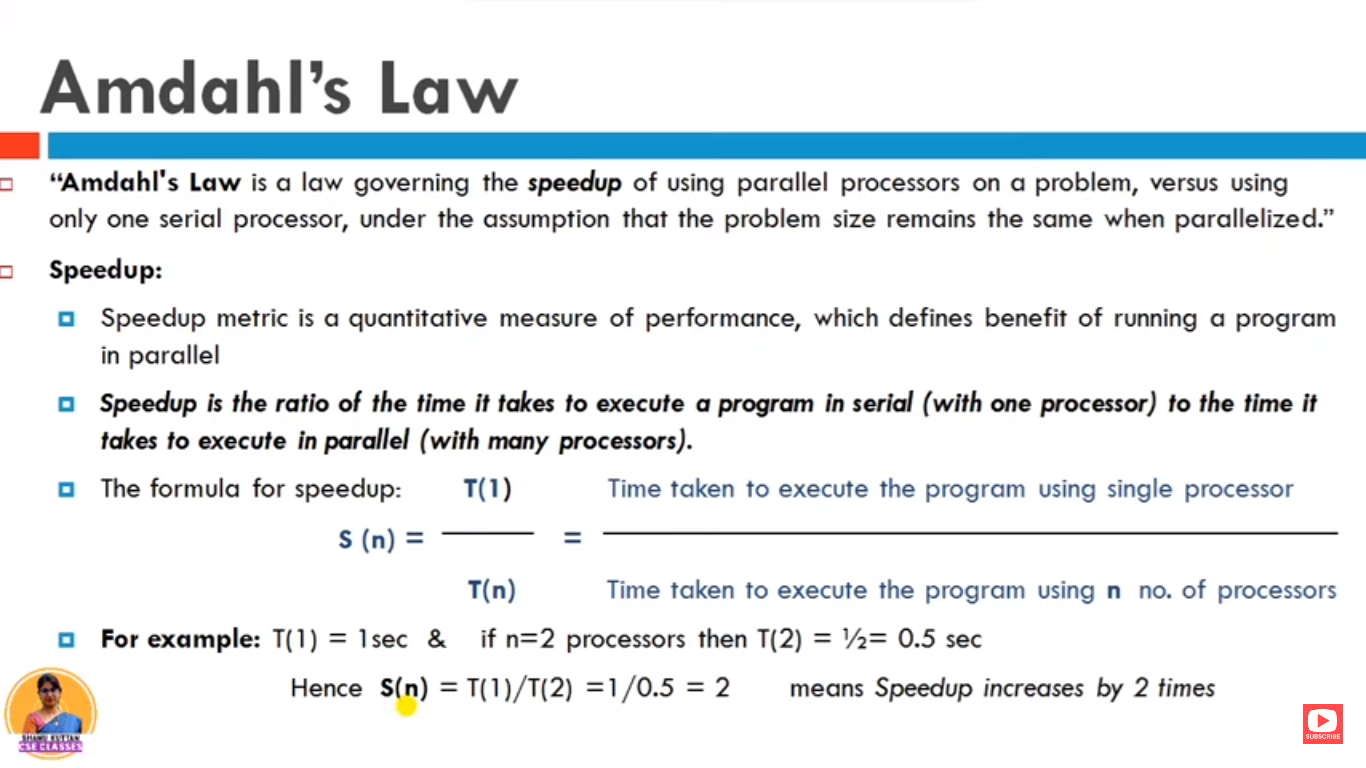 Amdahl's Law
“Amdahl's Law is a law governing the speedup of using parallel processors on a problem, versus using
only one serial processor, under the assumption that the problem size remains the same when parallelized.”
Speedup:
Speedup metric is a quantitative measure of performance, which defines benefit of running a program
in parallel
Speedup is the ratio of the time it takes to execute a program in serial (with one processor) to the time it
takes to execute in parallel (with many processors).
The formula for speedup: T(1) Time taken to execute the program using single processor
S (n) = =
T(n) Time taken to execute the program using n no. of processors
For example: T(1) = 1sec & if n=2 processors then T(2) = ½= 0.5 sec
Hence S(n) = T(1)/T(2) =1/0.5 = 2 means Speedup increases by 2 times
SHANU KUTTAN
CSE CLASSES
SUBSCRIBE